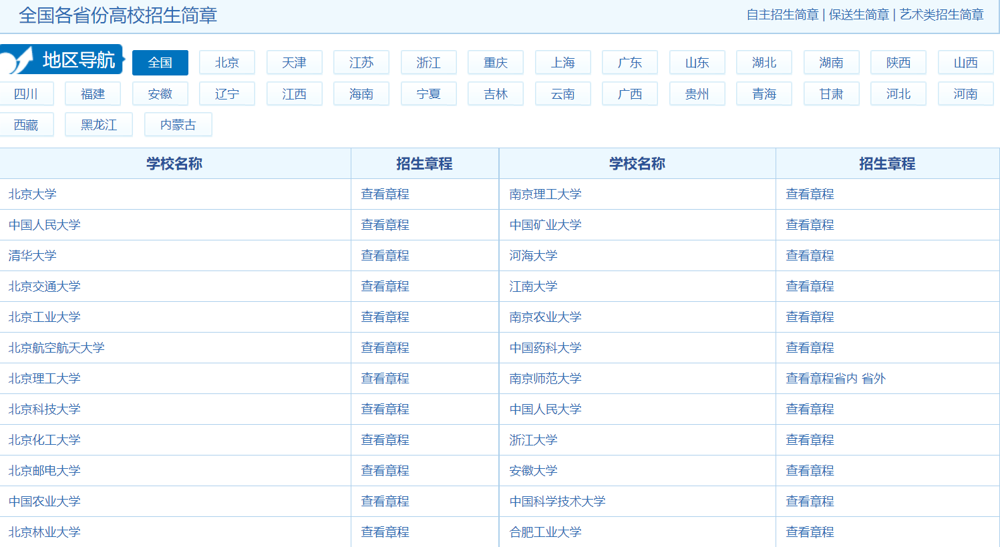 全国各省份高校招生简章 自主招生简章 | 保送生简章 | 艺术类招生简章
地区导航 全国 北京 天津 江苏 浙江 重庆 上海 广东 山东 湖北 湖南 陕西 山西
四川 福建 安徽 辽宁 江西 海南 宁夏 吉林 云南 广西 贵州 青海 甘肃 河北 河南
西藏 黑龙江 内蒙古
学校名称 招生章程 学校名称 招生章程
北京大学 查看章程 南京理工大学 查看章程
中国人民大学 查看章程 中国矿业大学 查看章程
清华大学 查看章程 河海大学 查看章程
北京交通大学 查看章程 江南大学 查看章程
北京工业大学 查看章程 南京农业大学 查看章程
北京航空航天大学 查看章程 中国药科大学 查看章程
北京理工大学 查看章程 南京师范大学 查看章程省内 省外
北京科技大学 查看章程 中国人民大学 查看章程
北京化工大学 查看章程 浙江大学 查看章程
北京邮电大学 查看章程 安徽大学 查看章程
中国农业大学 查看章程 中国科学技术大学 查看章程
北京林业大学 查看章程 合肥工业大学 查看章程